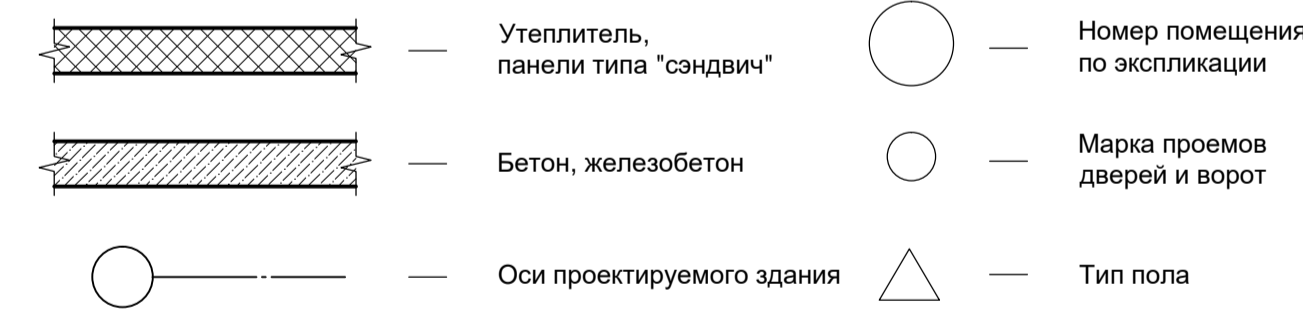 Утеплитель,
панели типа "сэндвич"
Бетон, железобетон
Оси проектируемого здания
Номер помещения
по экспликации
Марка проемов
дверей и ворот
Тип пола